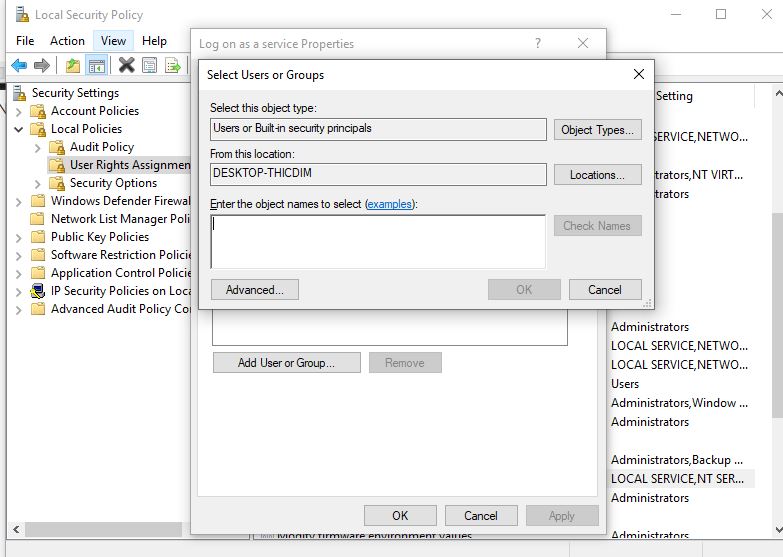 Local Security Policy
File Action View Help
Security Settings
Account Policies
Local Policies
Audit Policy
User Rights Assignmen
Security Options
Windows Defender Firewal
Network List Manager Poli
Public Key Policies
Software Restriction Policie
Application Control Policie
IP Security Policies on Loca
Advanced Audit Policy Co
Log on as a service Properties ?
Select Users or Groups
Select this object type:
Users or Built-in security principals
Object Types...
From this location:
DESKTOP-THICDIM
Locations...
Enter the object names to select (examples):
Check Names
Advanced...
OK
Cancel
Add User or Group...
Remove
OK
Cancel
Apply
Setting
SERVICE,NETWO...
istrators,NT VIRT...
istrators
Administrators
LOCAL SERVICE,NETWO...
LOCAL SERVICE,NETWO...
Users
Administrators,Window ...
Administrators
Administrators,Backup ...
LOCAL SERVICE,NT SER...
Administrators
Modify firmware environment values
Administrators